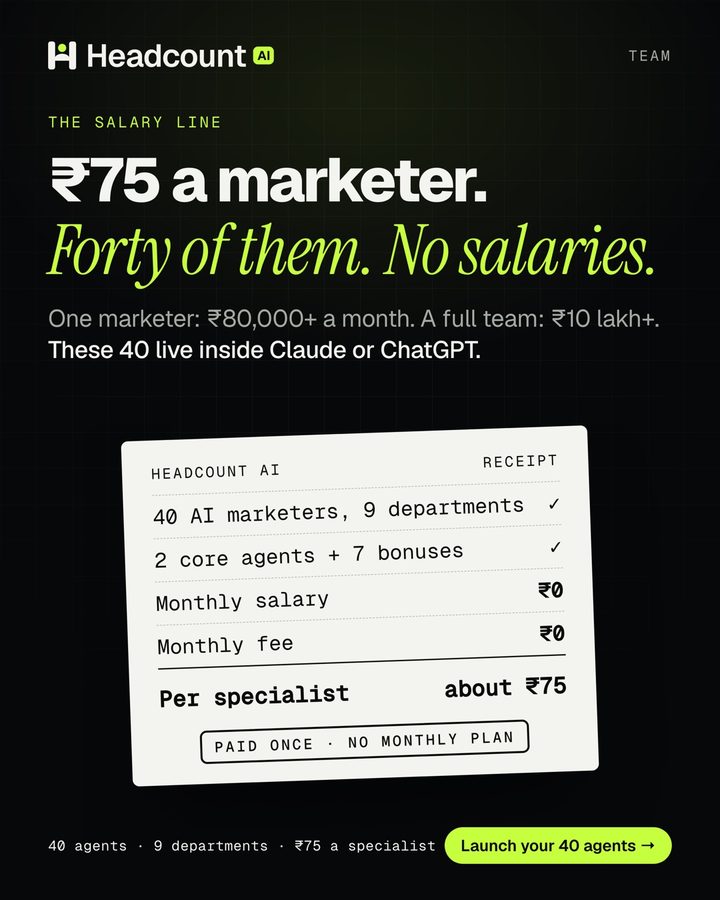 Headcount AI
TEAM
THE SALARY LINE
₹75 a marketer.
Forty of them. No salaries.
One marketer: ₹80,000+ a month. A full team: ₹10 lakh+.
These 40 live inside Claude or ChatGPT.
HEADCOUNT AI RECEIPT
40 AI marketers, 9 departments ✓
2 core agents + 7 bonuses ✓
Monthly salary ₹0
Monthly fee ₹0
Per specialist about ₹75
PAID ONCE · NO MONTHLY PLAN
40 agents · 9 departments · ₹75 a specialist
Launch your 40 agents →